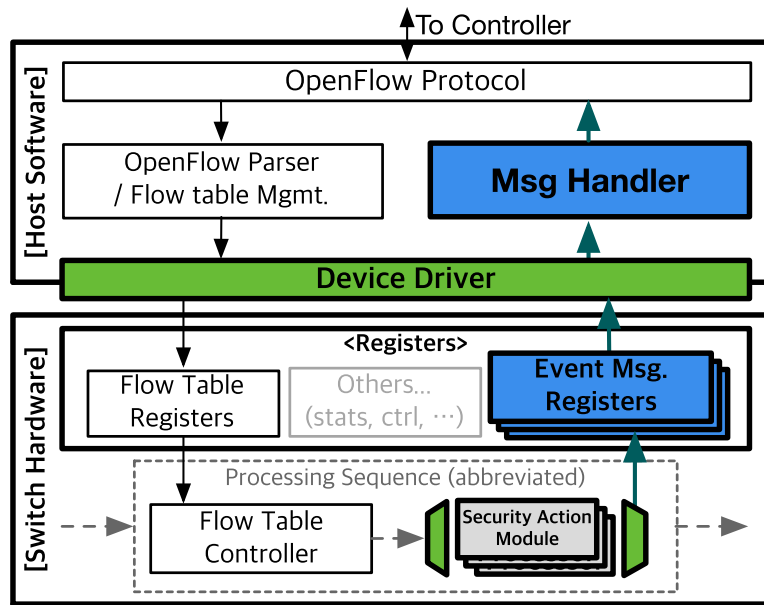 To Controller
[Host Software]
OpenFlow Protocol
OpenFlow Parser
/ Flow table Mgmt.
Msg Handler
Device Driver
[Switch Hardware]
<Registers>
Flow Table
Registers
Others...
(stats, ctrl, ⋯)
Event Msg.
Registers
Processing Sequence (abbreviated)
Flow Table
Controller
Security Action
Module